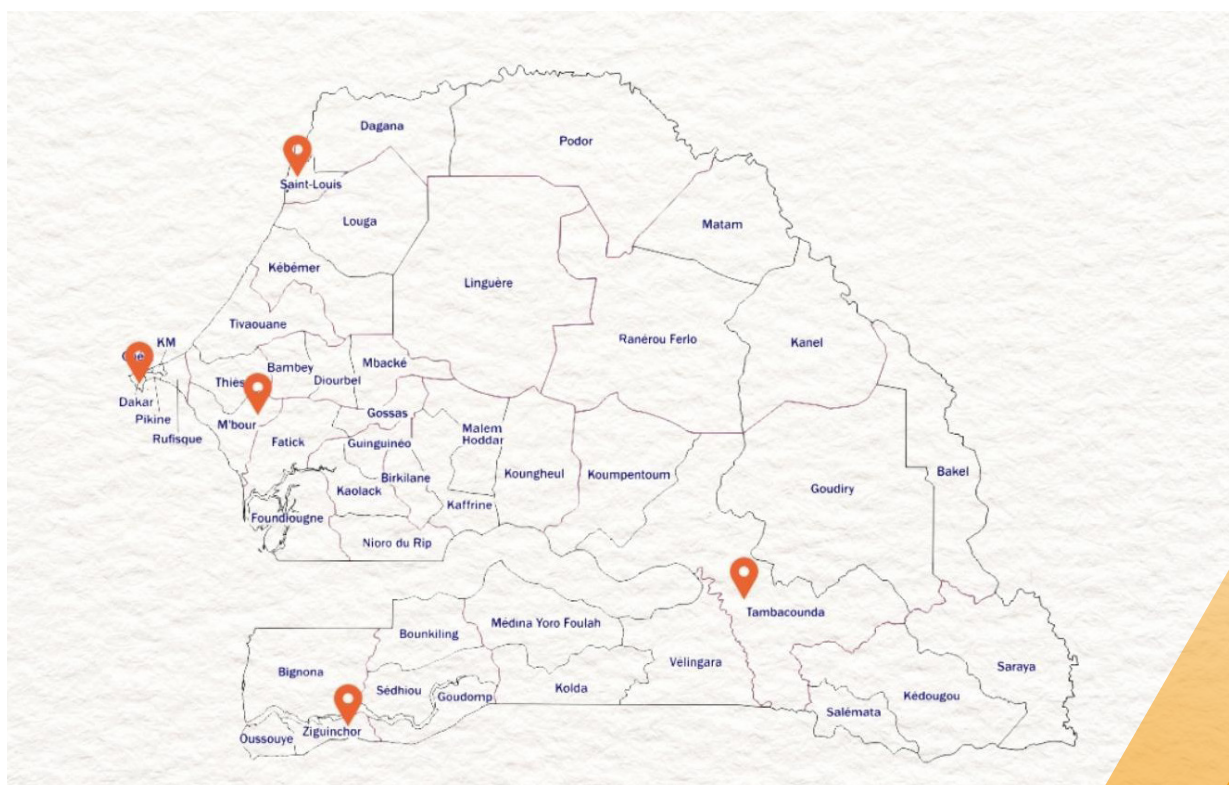 Dagana
Podor
Saint-Louis
Louga
Matam
Kébémer
Linguère
Tivaouane
Ranérou Ferlo
Kanel
KM
Mbacké
Bambey
Thiès
Diourbel
Dakar
Pikine
Rufisque
M'bour
Gossas
Fatick
Guinguinéo
Malem
Hoddar
Birkilane
Koungheul
Koumpentoum
Bakel
Goudiry
Kaolack
Kaffrine
Foundiougne
Nioro du Rip
Tambacounda
Médina Yoro Foulah
Bounkiling
Vélingara
Saraya
Bignona
Sédhiou
Goudomp
Kolda
Kédougou
Salémata
Oussouye
Ziguinchor